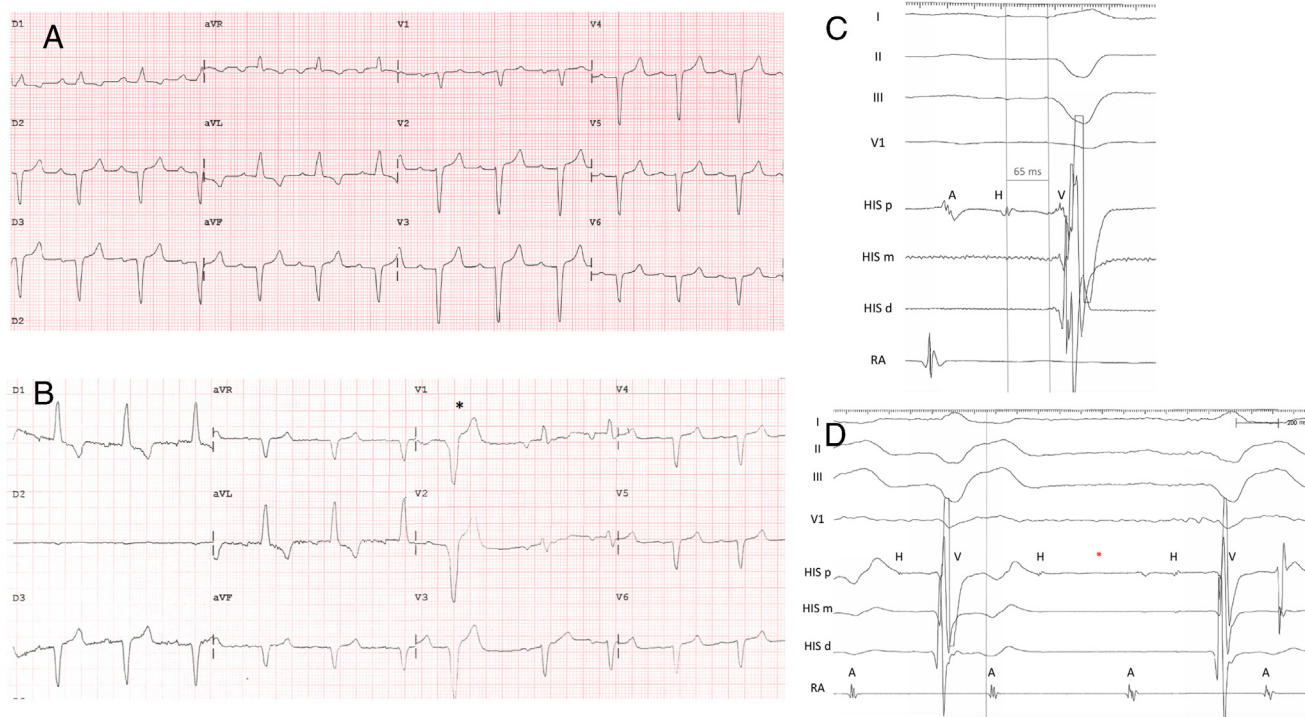 A
D1 aVR V1 V4
D2 aVL V2 V5
D3 aVF V3 V6
D2
B
D1 aVR V1 V4
*
D2 aVL V2 V5
D3 aVF V3 V6
C
I
II
III
V1
65 ms
A H V
HIS p
HIS m
HIS d
RA
D
I
200 ms
II
III
V1
H V H * H V
HIS p
HIS m
HIS d
A A A A
RA